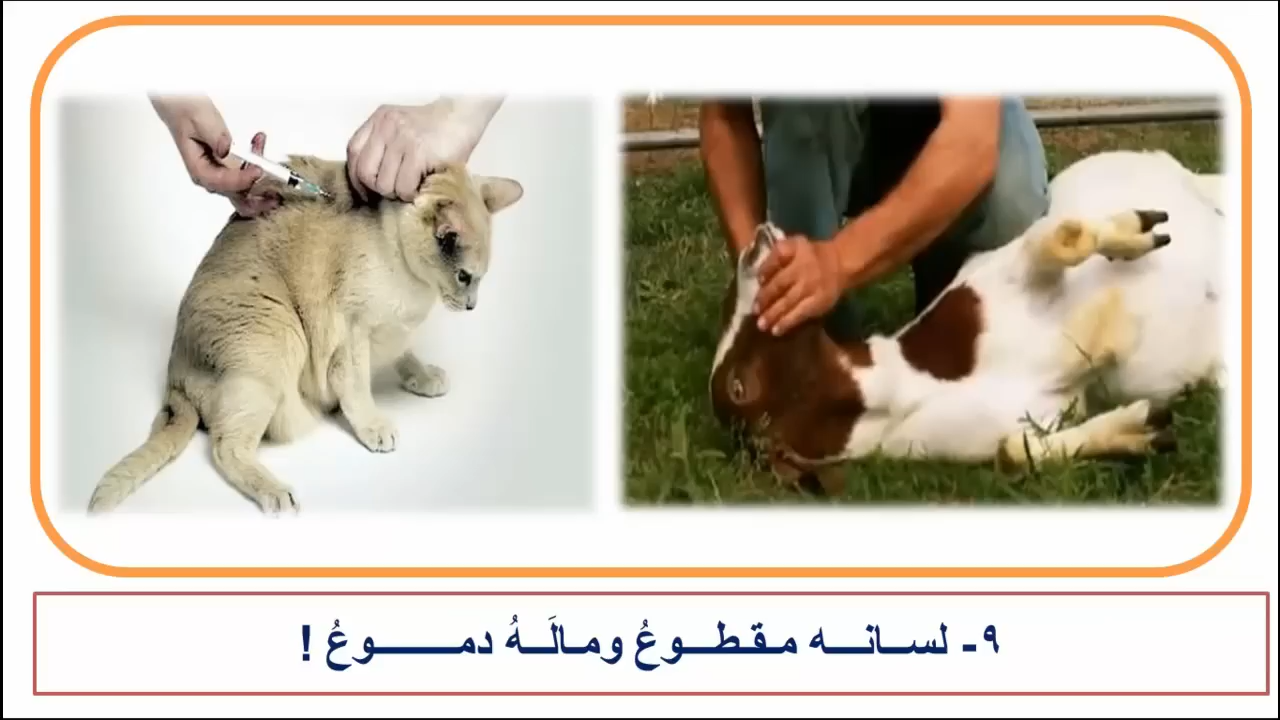 ٩- لسانه مقطوعُ ومالَهُ دموعُ !